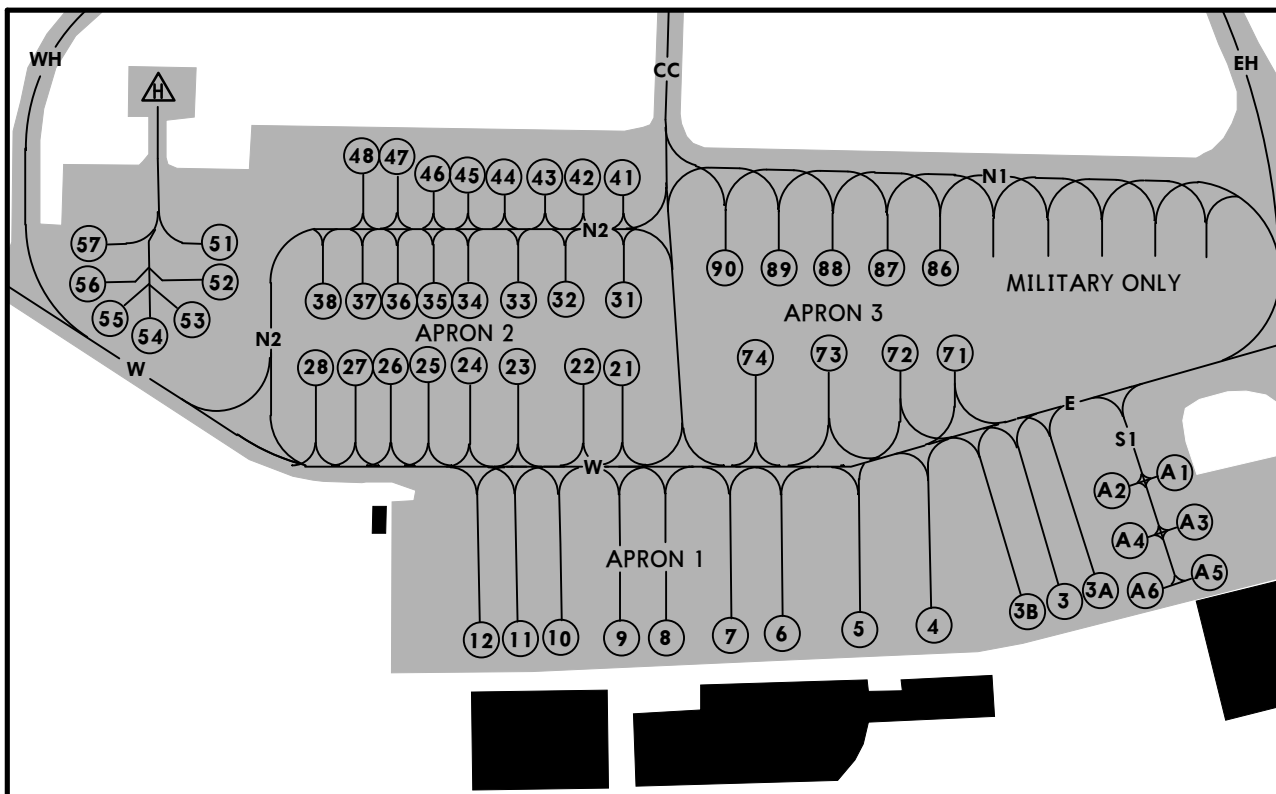 WH
CC
EH
H
48 47 46 45 44 43 42 41
N1
57 51
N2
56 52
90 89 88 87 86
MILITARY ONLY
55 54 53
38 37 36 35 34 33 32 31
APRON 3
APRON 2
N2
W
28 27 26 25 24 23 22 21
74 73 72 71
E
S1
W
A2 A1
A4 A3
APRON 1
A6 A5
12 11 10 9 8 7 6 5 4 3B 3 3A